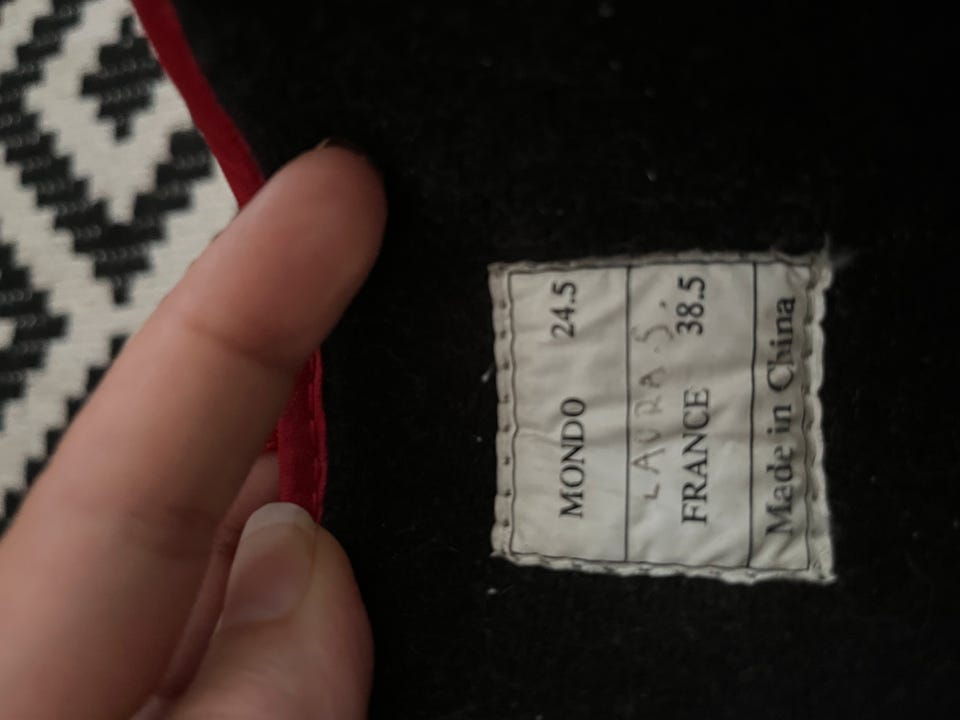 MONDO 24.5
LAURA.S.
FRANCE 38.5
Made in China